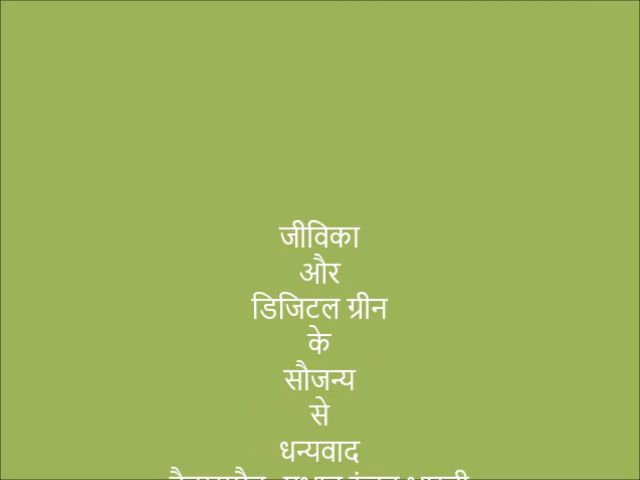 जीविका
और
डिजिटल ग्रीन
के
सौजन्य
से
धन्यवाद